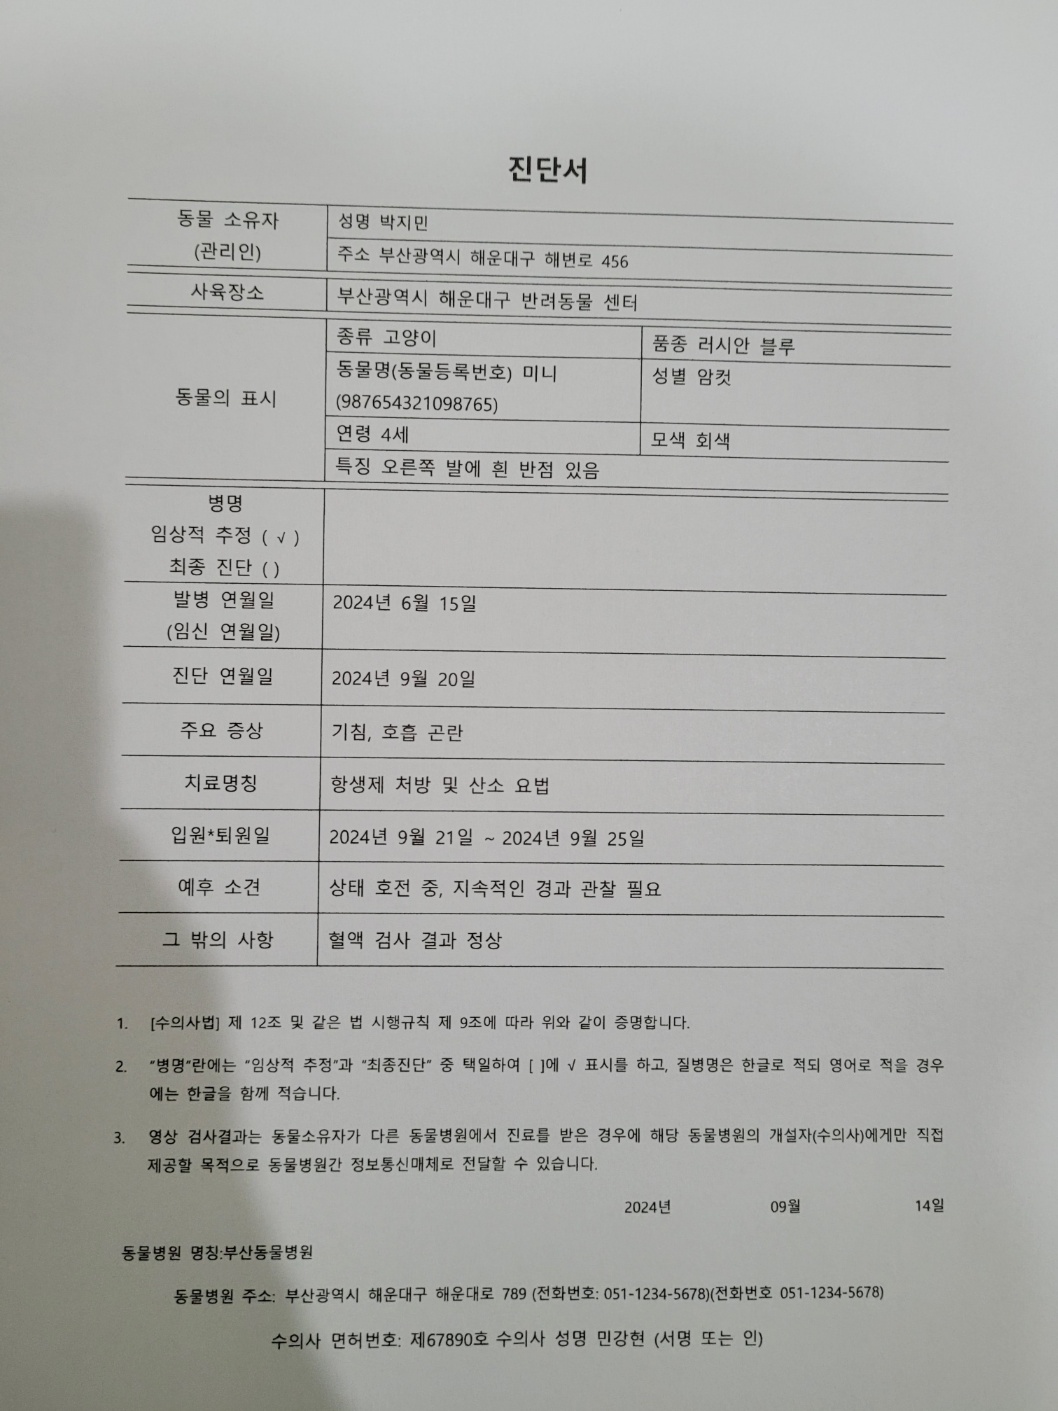 진단서
동물 소유자
(관리인)
성명 박지민
주소 부산광역시 해운대구 해변로 456
사육장소
부산광역시 해운대구 반려동물 센터
동물의 표시
종류 고양이
품종 러시안 블루
동물명(동물등록번호) 미니
(987654321098765)
성별 암컷
연령 4세
모색 회색
특징 오른쪽 발에 흰 반점 있음
병명
임상적 추정 ( √ )
최종 진단 ( )
발병 연월일
(임신 연월일)
2024년 6월 15일
진단 연월일
2024년 9월 20일
주요 증상
기침, 호흡 곤란
치료명칭
항생제 처방 및 산소 요법
입원*퇴원일
2024년 9월 21일 ~ 2024년 9월 25일
예후 소견
상태 호전 중, 지속적인 경과 관찰 필요
그 밖의 사항
혈액 검사 결과 정상
1. [수의사법] 제 12조 및 같은 법 시행규칙 제 9조에 따라 위와 같이 증명합니다.
2. "병명"란에는 "임상적 추정"과 "최종진단" 중 택일하여 [ ]에 √ 표시를 하고, 질병명은 한글로 적되 영어로 적을 경우
에는 한글을 함께 적습니다.
3. 영상 검사결과는 동물소유자가 다른 동물병원에서 진료를 받은 경우에 해당 동물병원의 개설자(수의사)에게만 직접
제공할 목적으로 동물병원간 정보통신매체로 전달할 수 있습니다.
2024년 09월 14일
동물병원 명칭:부산동물병원
동물병원 주소: 부산광역시 해운대구 해운대로 789 (전화번호: 051-1234-5678)(전화번호 051-1234-5678)
수의사 면허번호: 제67890호 수의사 성명 민강현 (서명 또는 인)